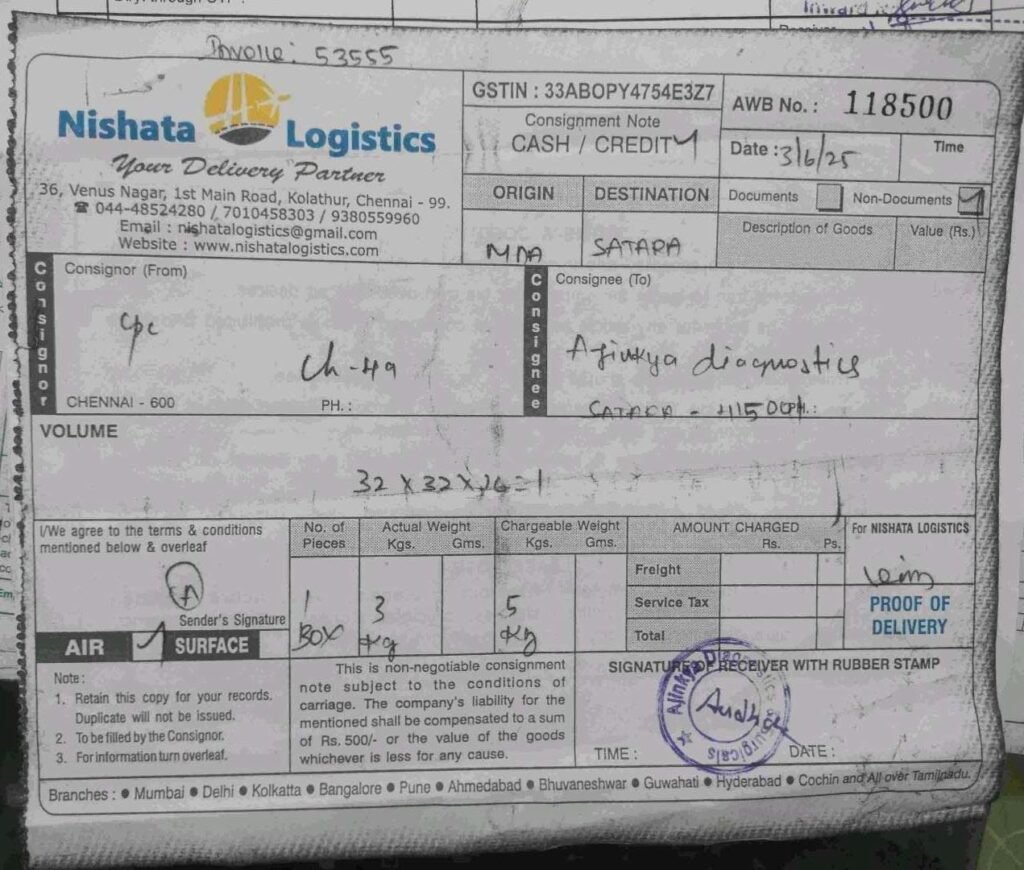 Invoice: 53555
Nishata Logistics
Your Delivery Partner
36, Venus Nagar, 1st Main Road, Kolathur, Chennai - 99.
☎ 044-48524280 / 7010458303 / 9380559960
Email : nishatalogistics@gmail.com
Website : www.nishatalogistics.com
GSTIN : 33ABOPY4754E3Z7
Consignment Note
CASH / CREDIT
AWB No. : 118500
Date : 3/6/25
Time
ORIGIN
DESTINATION
MAA
SATARA
Documents
Non-Documents
Description of Goods
Value (Rs.)
Consignor
Consignor (From)
cpc
Ch-49
CHENNAI - 600
PH. :
Consignee
Consignee (To)
Ajinkya diagnostics
SATARA -
PH. :
VOLUME
32 X 32 X 26 = 1
I/We agree to the terms & conditions
mentioned below & overleaf
Sender's Signature
AIR
SURFACE
No. of
Pieces
1
BOX
Actual Weight
Kgs. Gms.
3
Kg
Chargeable Weight
Kgs. Gms.
5
Kg
AMOUNT CHARGED
Rs. Ps.
Freight
Service Tax
Total
For NISHATA LOGISTICS
PROOF OF
DELIVERY
Note :
1. Retain this copy for your records.
Duplicate will not be issued.
2. To be filled by the Consignor.
3. For information turn overleaf.
This is non-negotiable consignment
note subject to the conditions of
carriage. The company's liability for the
mentioned shall be compensated to a sum
of Rs. 500/- or the value of the goods
whichever is less for any cause.
SIGNATURE OF RECEIVER WITH RUBBER STAMP
Ajinkya Diagnostics
Surgicals
TIME :
DATE :
Branches : ● Mumbai ● Delhi ● Kolkatta ● Bangalore ● Pune ● Ahmedabad ● Bhuvaneshwar ● Guwahati ● Hyderabad ● Cochin and All over Tamilnadu.